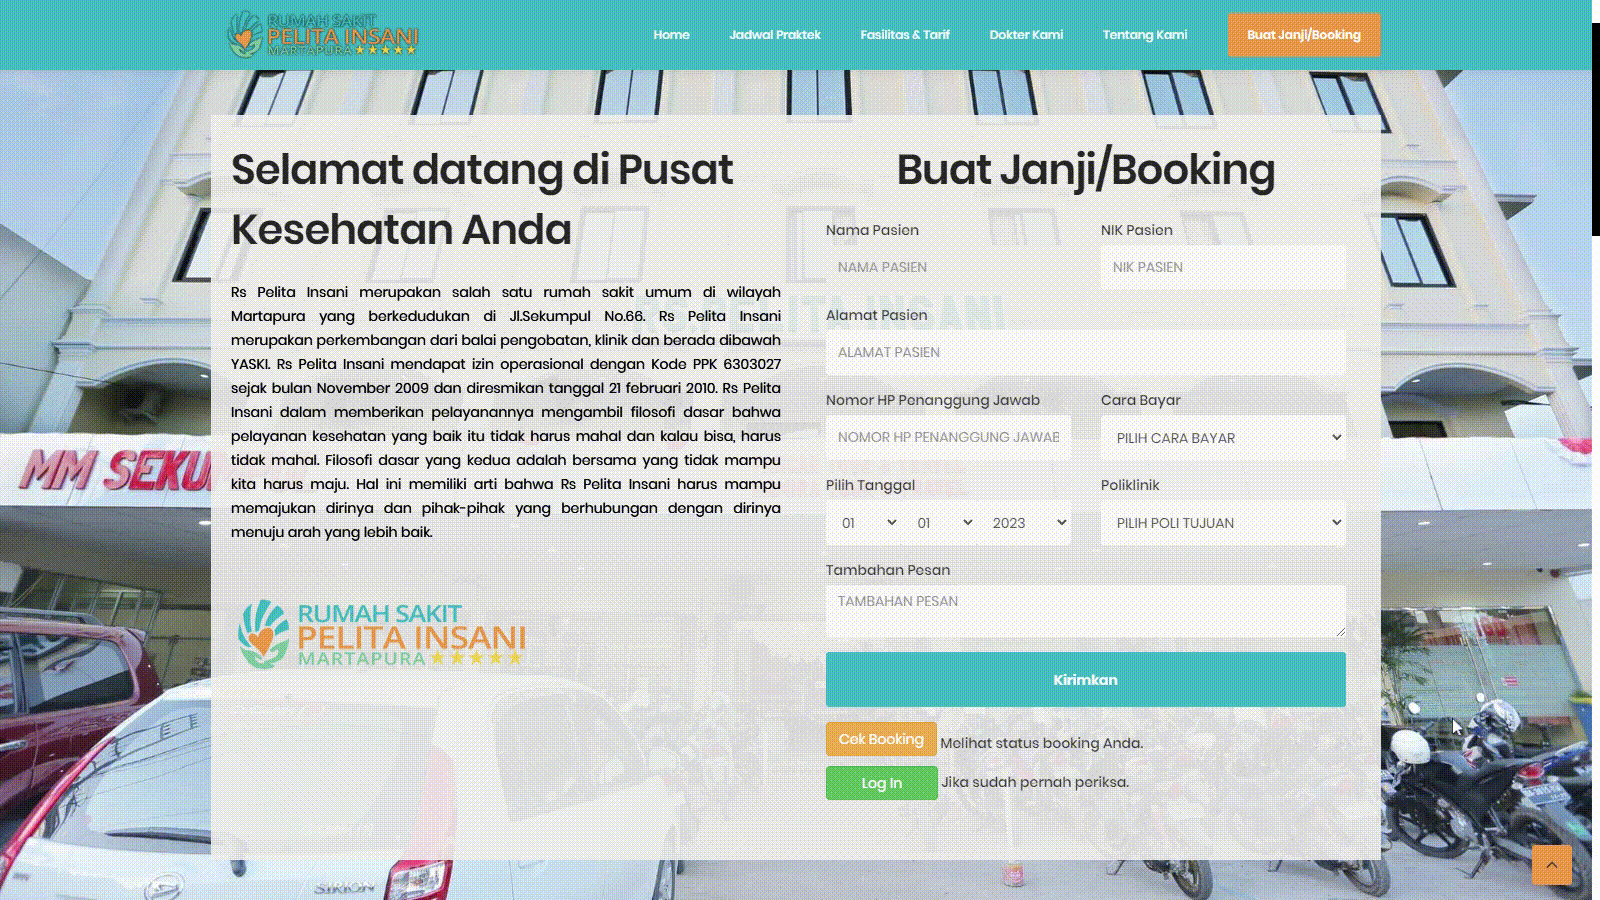 RUMAH SAKIT
PELITA INSANI
MARTAPURA
Home
Jadwal Praktek
Fasilitas & Tarif
Dokter Kami
Tentang Kami
Buat Janji/Booking
Selamat datang di Pusat
Kesehatan Anda
Rs Pelita Insani merupakan salah satu rumah sakit umum di wilayah
Martapura yang berkedudukan di Jl.Sekumpul No.66. Rs Pelita Insani
merupakan perkembangan dari balai pengobatan, klinik dan berada dibawah
YASKI. Rs Pelita Insani mendapat izin operasional dengan Kode PPK 6303027
sejak bulan November 2009 dan diresmikan tanggal 21 februari 2010. Rs Pelita
Insani dalam memberikan pelayanannya mengambil filosofi dasar bahwa
pelayanan kesehatan yang baik itu tidak harus mahal dan kalau bisa, harus
tidak mahal. Filosofi dasar yang kedua adalah bersama yang tidak mampu
kita harus maju. Hal ini memiliki arti bahwa Rs Pelita Insani harus mampu
memajukan dirinya dan pihak-pihak yang berhubungan dengan dirinya
menuju arah yang lebih baik.
RUMAH SAKIT
PELITA INSANI
MARTAPURA
Buat Janji/Booking
Nama Pasien
NAMA PASIEN
NIK Pasien
NIK PASIEN
Alamat Pasien
ALAMAT PASIEN
Nomor HP Penanggung Jawab
NOMOR HP PENANGGUNG JAWAB
Cara Bayar
PILIH CARA BAYAR
Pilih Tanggal
01
01
2023
Poliklinik
PILIH POLI TUJUAN
Tambahan Pesan
TAMBAHAN PESAN
Kirimkan
Cek Booking
Melihat status booking Anda.
Log In
Jika sudah pernah periksa.
RS.PELITA INSANI
MM SEKU
SIRION